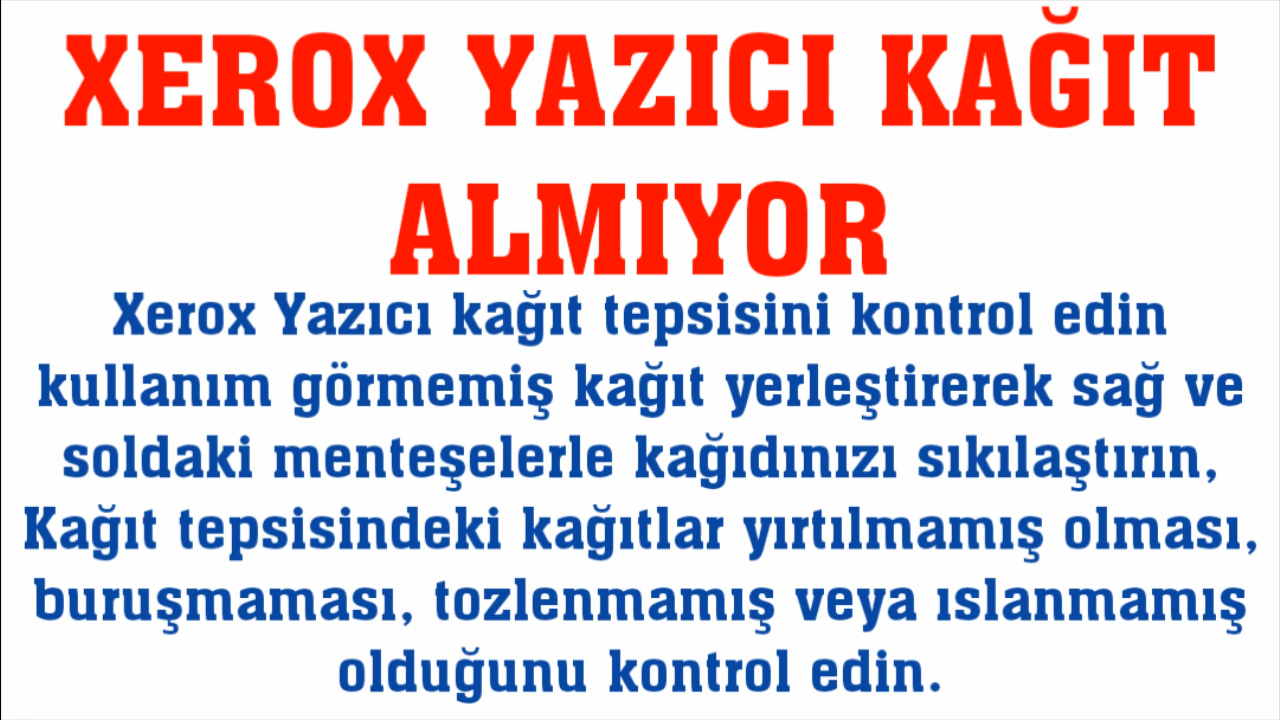 XEROX YAZICI KAĞIT
ALMIYOR
Xerox Yazıcı kağıt tepsisini kontrol edin
kullanım görmemiş kağıt yerleştirerek sağ ve
soldaki menteşelerle kağıdınızı sıkılaştırın,
Kağıt tepsisindeki kağıtlar yırtılmamış olması,
buruşmaması, tozlenmamış veya ıslanmamış
olduğunu kontrol edin.